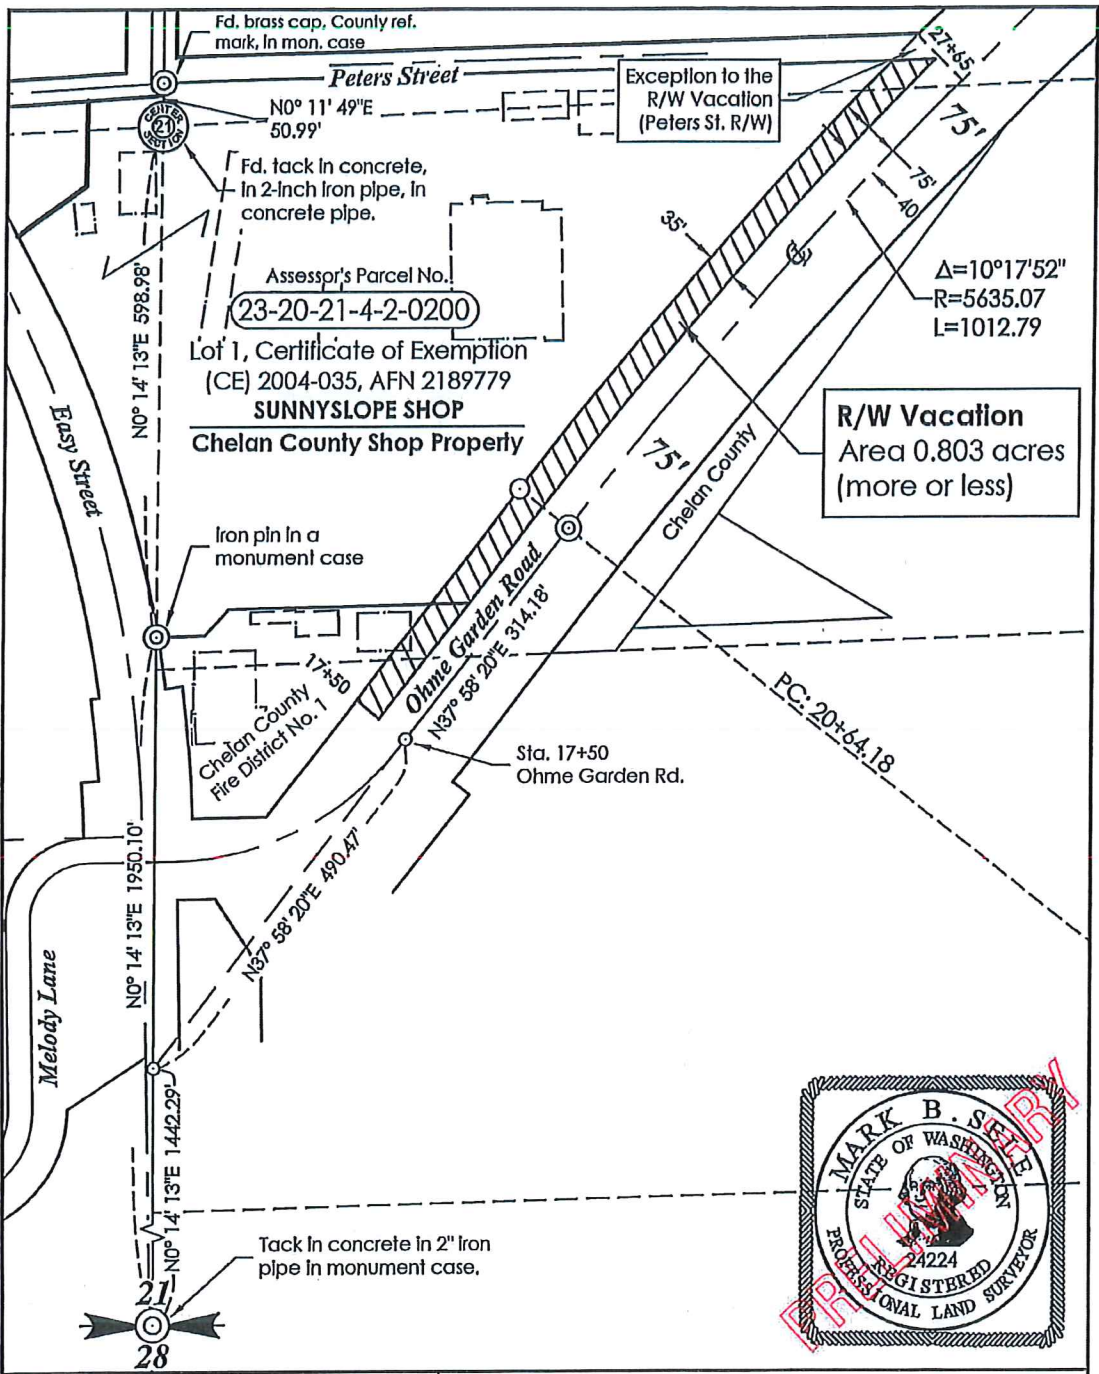 Fd. brass cap, County ref.
mark, in mon. case
Peters Street
N0° 11' 49"E
50.99'
CENTER
21
SECTION
Exception to the
R/W Vacation
(Peters St. R/W)
27+65
75'
75'
40'
35'
Fd. tack in concrete,
in 2-inch iron pipe, in
concrete pipe.
Assessor's Parcel No.
23-20-21-4-2-0200
Lot 1, Certificate of Exemption
(CE) 2004-035, AFN 2189779
SUNNYSLOPE SHOP
Chelan County Shop Property
N0° 14' 13"E 598.98'
Δ=10°17'52"
R=5635.07
L=1012.79
R/W Vacation
Area 0.803 acres
(more or less)
Easy Street
75'
Chelan County
Iron pin in a
monument case
Ohme Garden Road
N37° 58' 20"E 314.18'
17+50
Chelan County
Fire District No. 1
Sta. 17+50
Ohme Garden Rd.
PC: 20+64.18
N0° 14' 13"E 1950.10'
N37° 58' 20"E 490.47'
Melody Lane
N0° 14' 13"E 1442.29'
Tack in concrete in 2" iron
pipe in monument case.
21
28
MARK B. SELE
STATE OF WASHINGTON
24224
REGISTERED
PROFESSIONAL LAND SURVEYOR
PRELIMINARY